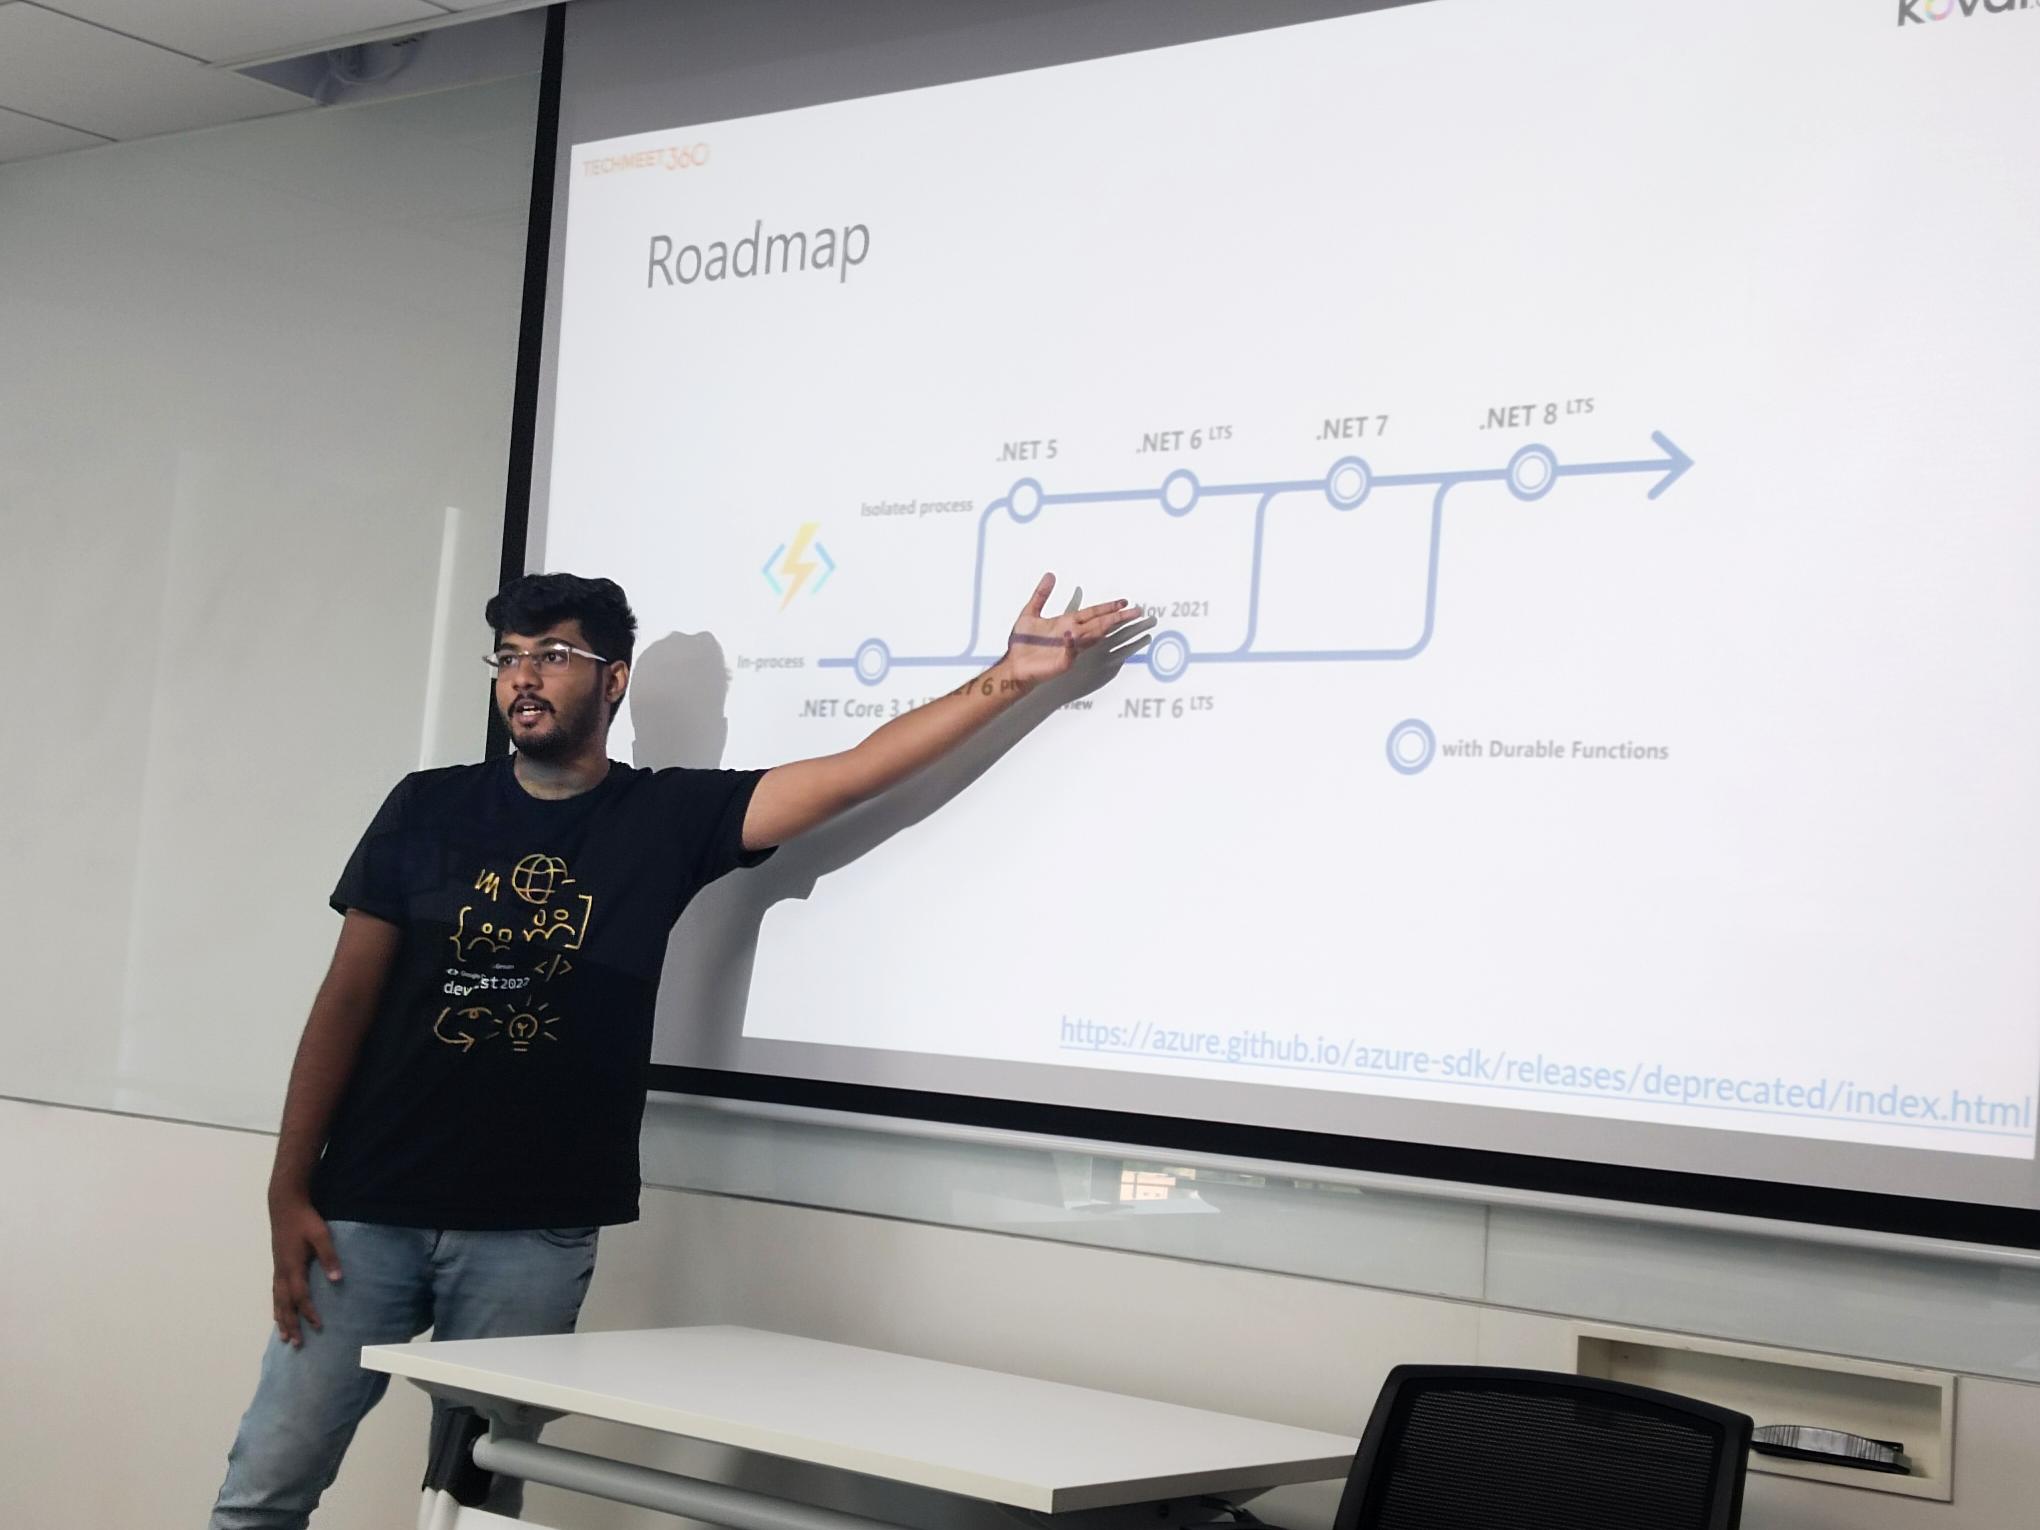 TECHMEET360
Roadmap
.NET 5
.NET 6 LTS
.NET 7
.NET 8 LTS
Isolated process
Nov 2021
In-process
.NET Core 3.1
6
.NET 6 LTS
with Durable Functions
https://azure.github.io/azure-sdk/releases/deprecated/index.html
2022